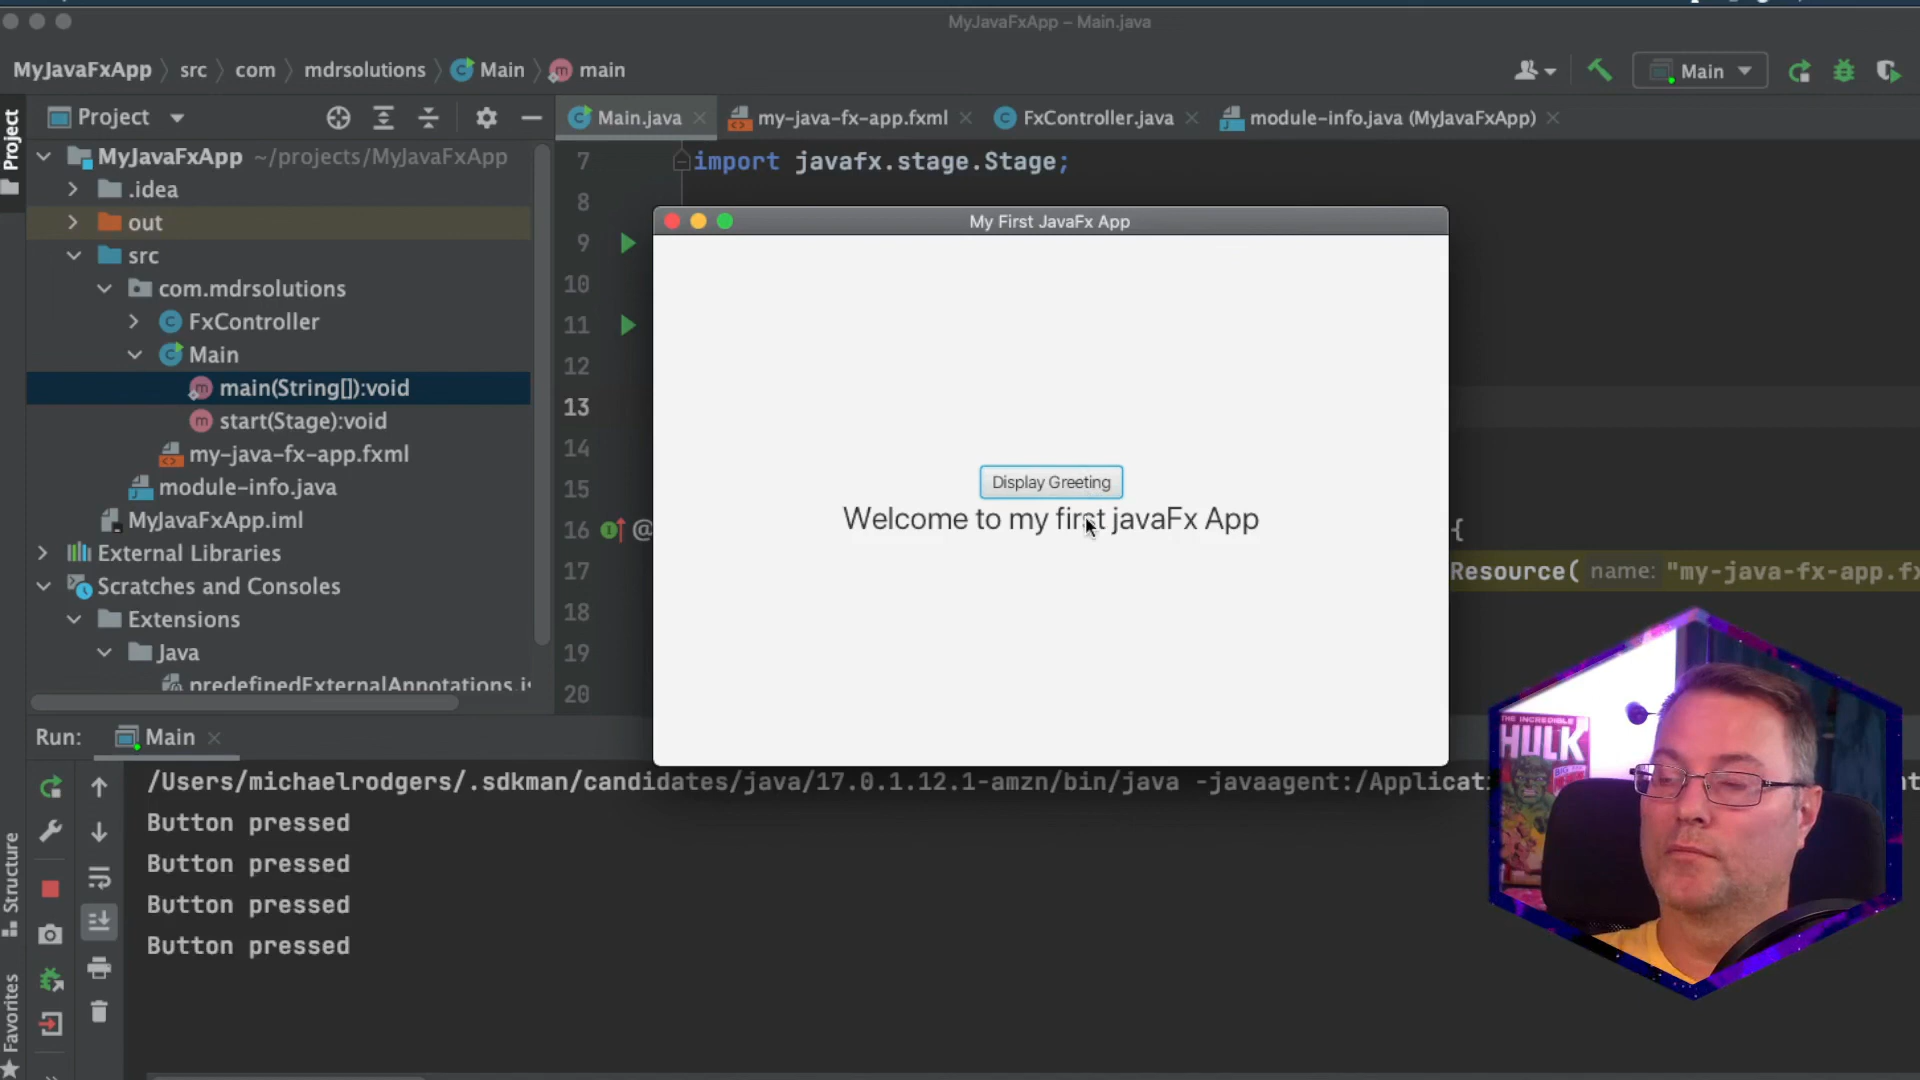 MyJavaFxApp – Main.java
MyJavaFxApp src com mdrsolutions Main main
Main
Project
Project
Main.java my-java-fx-app.fxml FxController.java module-info.java (MyJavaFxApp)
MyJavaFxApp ~/projects/MyJavaFxApp
.idea
out
src
com.mdrsolutions
FxController
Main
main(String[]):void
start(Stage):void
my-java-fx-app.fxml
module-info.java
MyJavaFxApp.iml
External Libraries
Scratches and Consoles
Extensions
Java
predefinedExternalAnnotations.j
7 import javafx.stage.Stage;
8
9
10
11
12
13
14
15
16 @ {
17 Resource( name: "my-java-fx-app.fx
18
19
20
My First JavaFx App
Display Greeting
Welcome to my first javaFx App
THE INCREDIBLE
HULK
Run: Main
/Users/michaelrodgers/.sdkman/candidates/java/17.0.1.12.1-amzn/bin/java -javaagent:/Applicati
Button pressed
Button pressed
Button pressed
Button pressed
Structure
Favorites